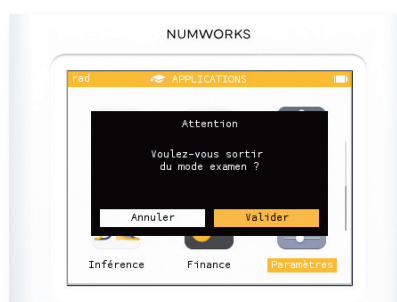 NUMWORKS
rad APPLICATIONS
Attention
Voulez-vous sortir
du mode examen ?
Annuler Valider
Inférence Finance Paramètres